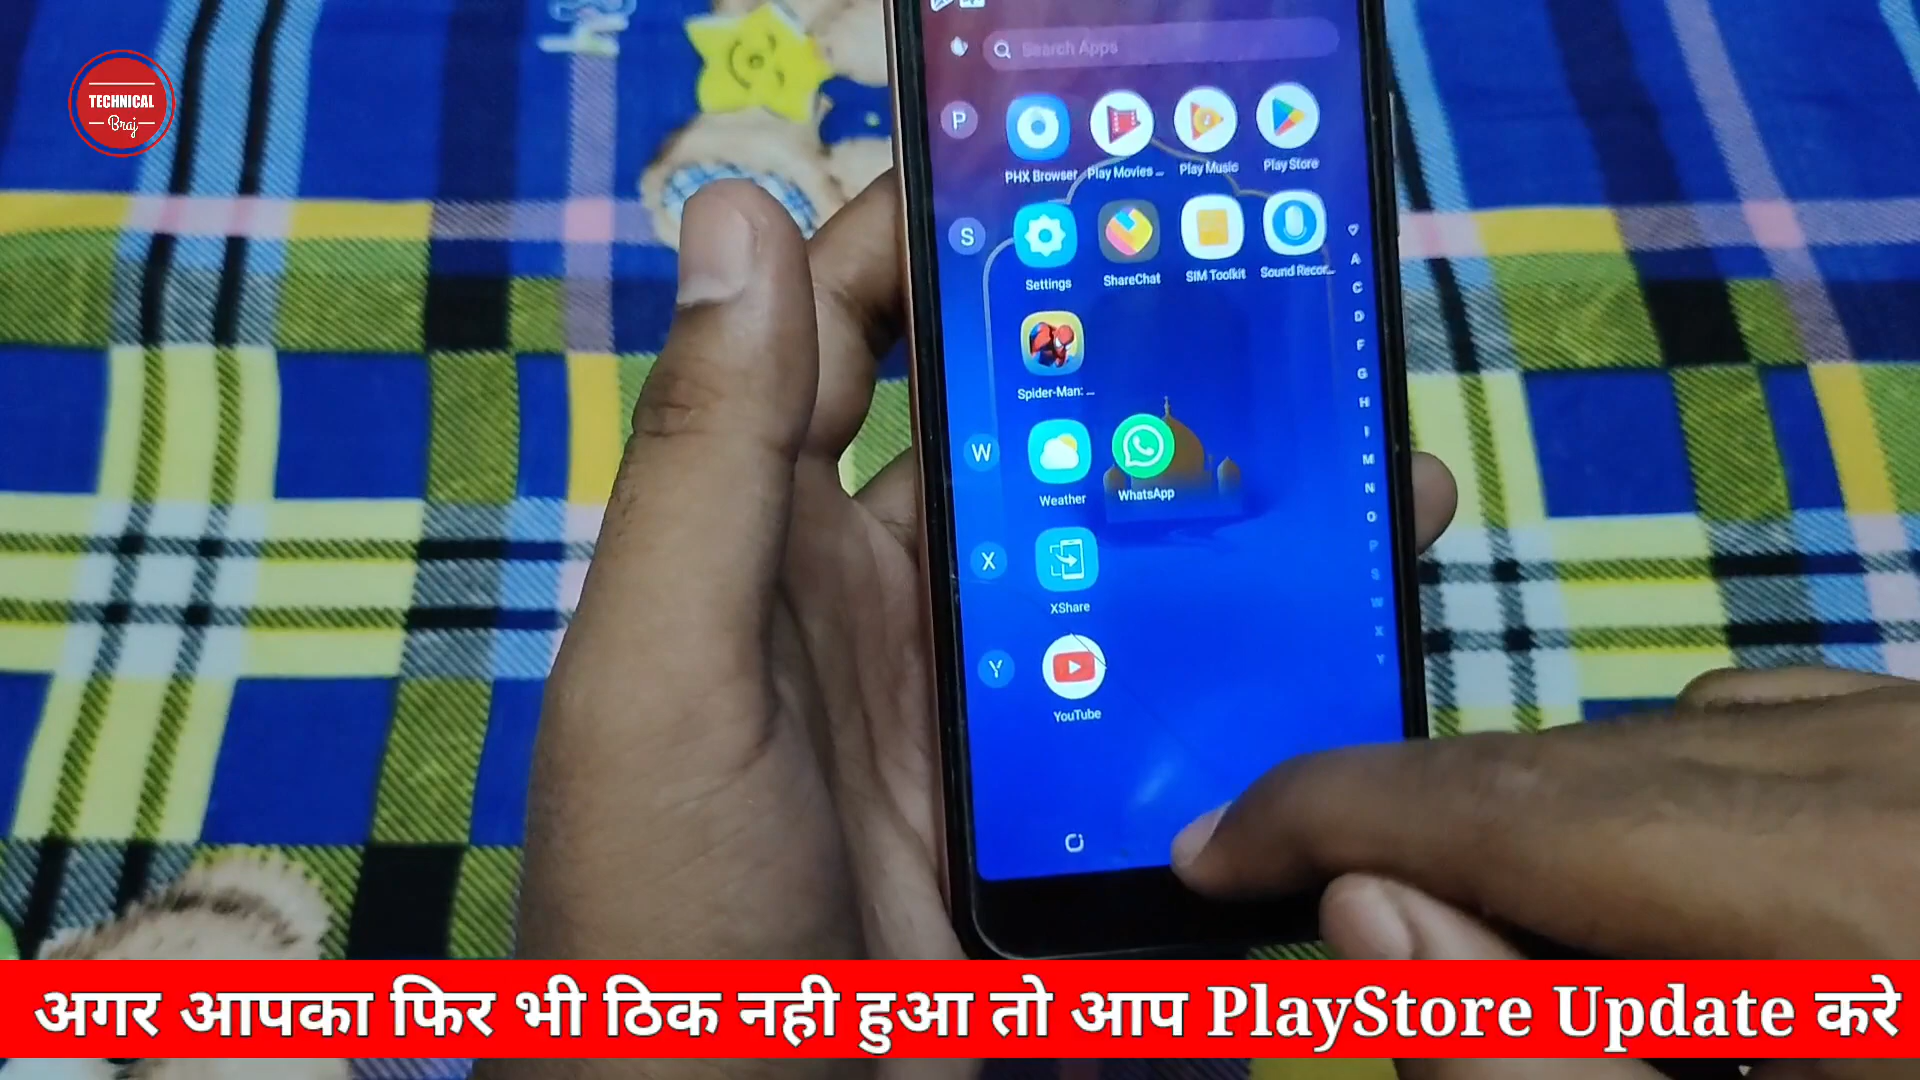 TECHNICAL
Braj
Search Apps
P
PHX Browser
Play Movies ...
Play Music
Play Store
S
Settings
ShareChat
SIM Toolkit
Sound Recor...
Spider-Man: ...
W
Weather
WhatsApp
X
XShare
Y
YouTube
A
C
D
F
G
H
I
M
N
O
P
S
W
X
Y
अगर आपका फिर भी ठिक नही हुआ तो आप PlayStore Update करे